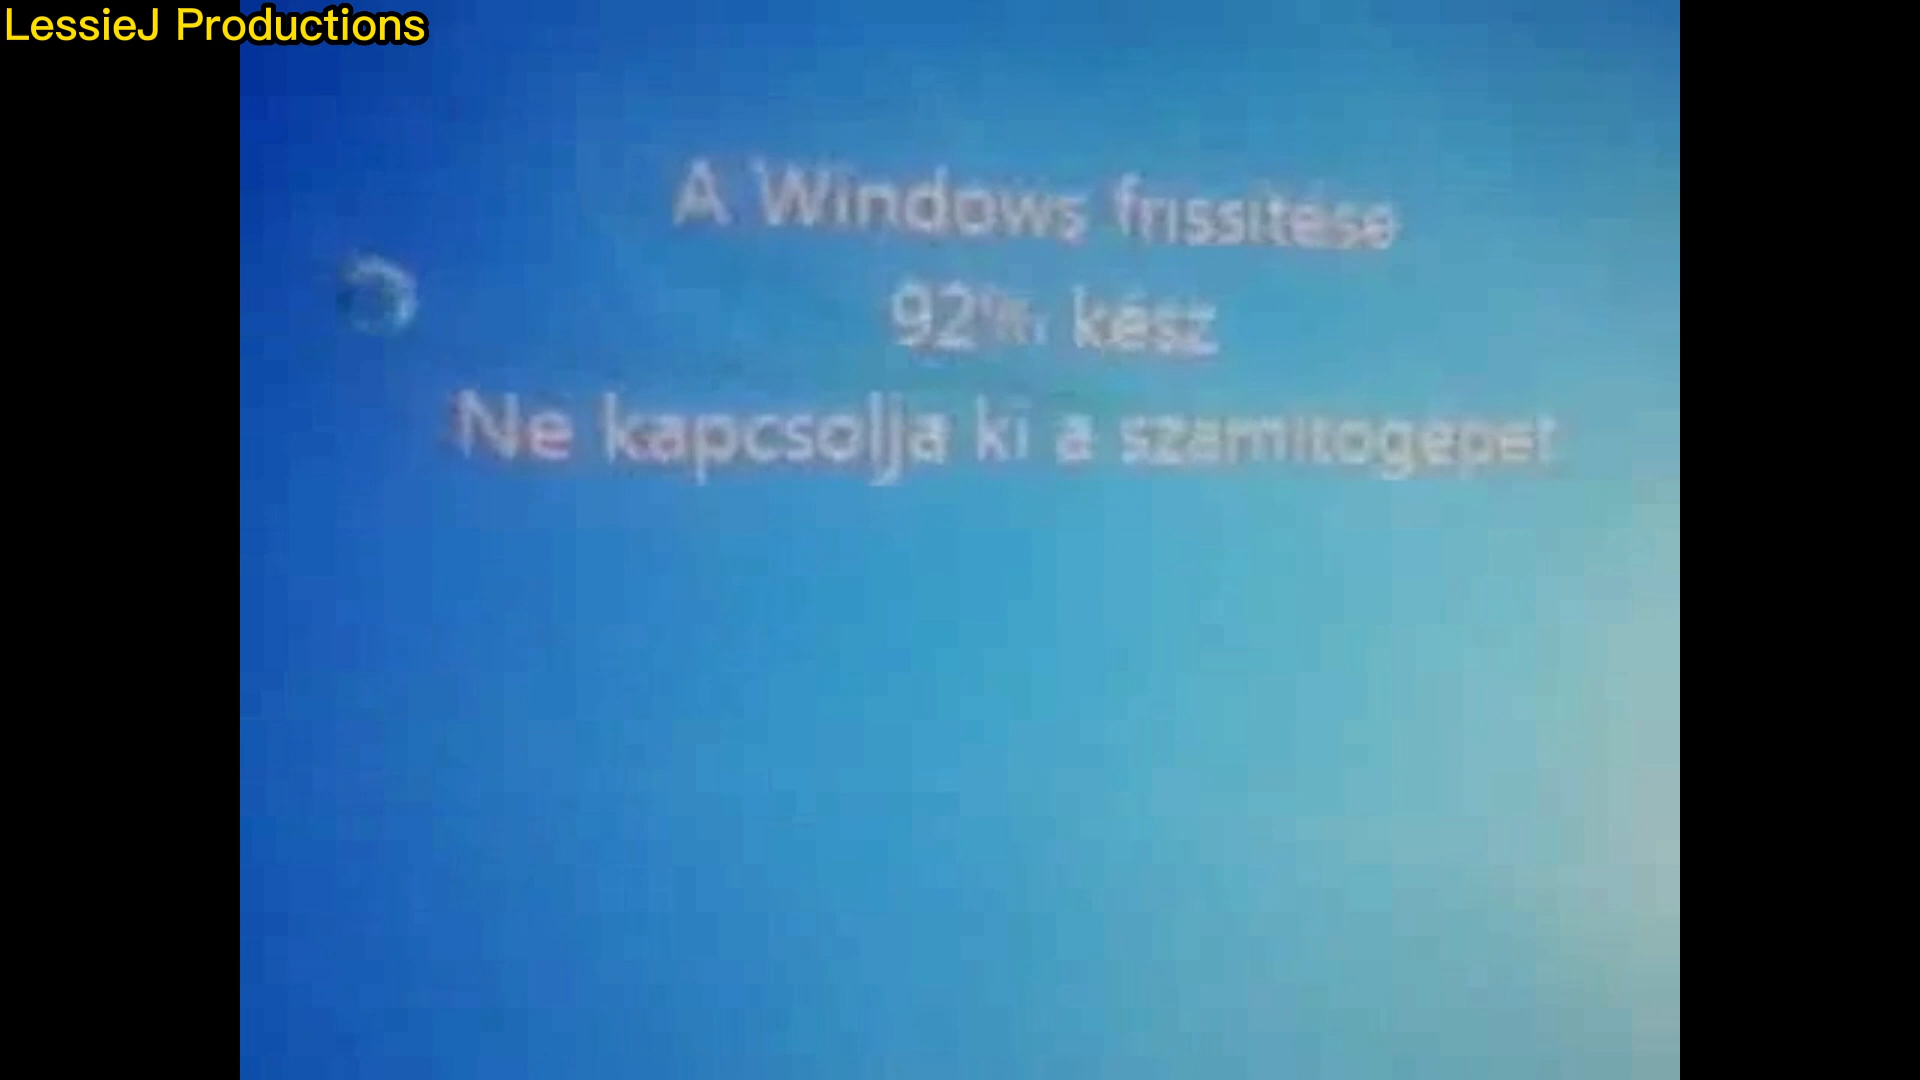 LessieJ Productions
A Windows frissítése
92% kész
Ne kapcsolja ki a számítógépet